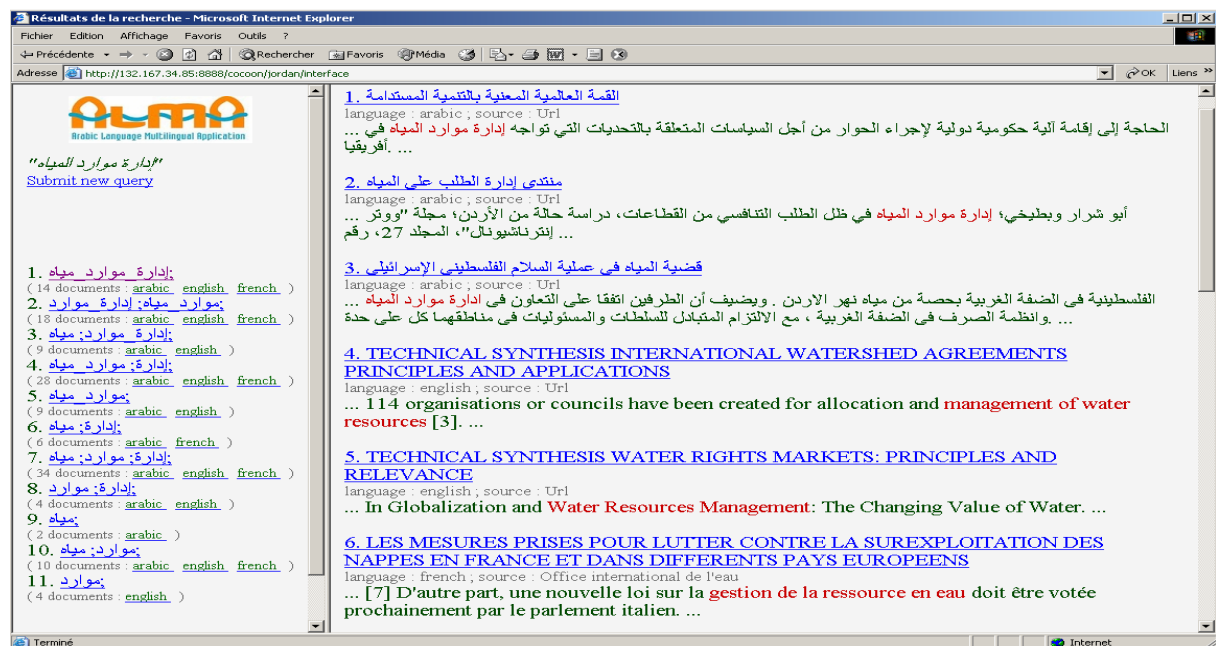 Résultats de la recherche - Microsoft Internet Explorer
Fichier Edition Affichage Favoris Outils ?
Précédente Rechercher Favoris Média
Adresse http://132.167.34.85:8888/cocoon/jordan/interface OK Liens »
ALMA
Arabic Language Multilingual Application
"إدارة موارد المياه"
Submit new query
1. إدارة_موارد_مياه;
( 14 documents : arabic english french )
2. موارد_مياه; إدارة_موارد;
( 18 documents : arabic english french )
3. إدارة_موارد; مياه;
( 9 documents : arabic english )
4. إدارة; موارد_مياه;
( 28 documents : arabic english french )
5. موارد_مياه;
( 9 documents : arabic english )
6. إدارة; مياه;
( 6 documents : arabic french )
7. إدارة; موارد; مياه;
( 34 documents : arabic english french )
8. إدارة; موارد;
( 4 documents : arabic english )
9. مياه;
( 2 documents : arabic )
10. موارد; مياه;
( 10 documents : arabic english french )
11. موارد;
( 4 documents : english )
1. القمة العالمية المعنية بالتنمية المستدامة
language : arabic ; source : Url
الحاجة إلى إقامة آلية حكومية دولية لإجراء الحوار من أجل السياسات المتعلقة بالتحديات التي تواجه إدارة موارد المياه في ...
... أفريقيا.
2. منتدى إدارة الطلب على المياه
language : arabic ; source : Url
أبو شرار وبطيخي؛ إدارة موارد المياه في ظل الطلب التنافسي من القطاعات، دراسة حالة من الأردن؛ مجلة "ووتر ...
... إنترناشيونال"، المجلد 27، رقم
3. قضية المياه فى عملية السلام الفلسطينى الإسرائيلى
language : arabic ; source : Url
الفلسطينية فى الضفة الغربية بحصة من مياه نهر الاردن . ويضيف أن الطرفين اتفقا على التعاون فى ادارة موارد المياه ...
... وانظمة الصرف فى الضفة الغربية ، مع الالتزام المتبادل للسلطات والمسئوليات فى مناطقهما كل على حدة.
4. TECHNICAL SYNTHESIS INTERNATIONAL WATERSHED AGREEMENTS
PRINCIPLES AND APPLICATIONS
language : english ; source : Url
... 114 organisations or councils have been created for allocation and management of water
resources [3]. ...
5. TECHNICAL SYNTHESIS WATER RIGHTS MARKETS: PRINCIPLES AND
RELEVANCE
language : english ; source : Url
... In Globalization and Water Resources Management: The Changing Value of Water. ...
6. LES MESURES PRISES POUR LUTTER CONTRE LA SUREXPLOITATION DES
NAPPES EN FRANCE ET DANS DIFFERENTS PAYS EUROPEENS
language : french ; source : Office international de l'eau
... [7] D'autre part, une nouvelle loi sur la gestion de la ressource en eau doit être votée
prochainement par le parlement italien. ...
Terminé Internet